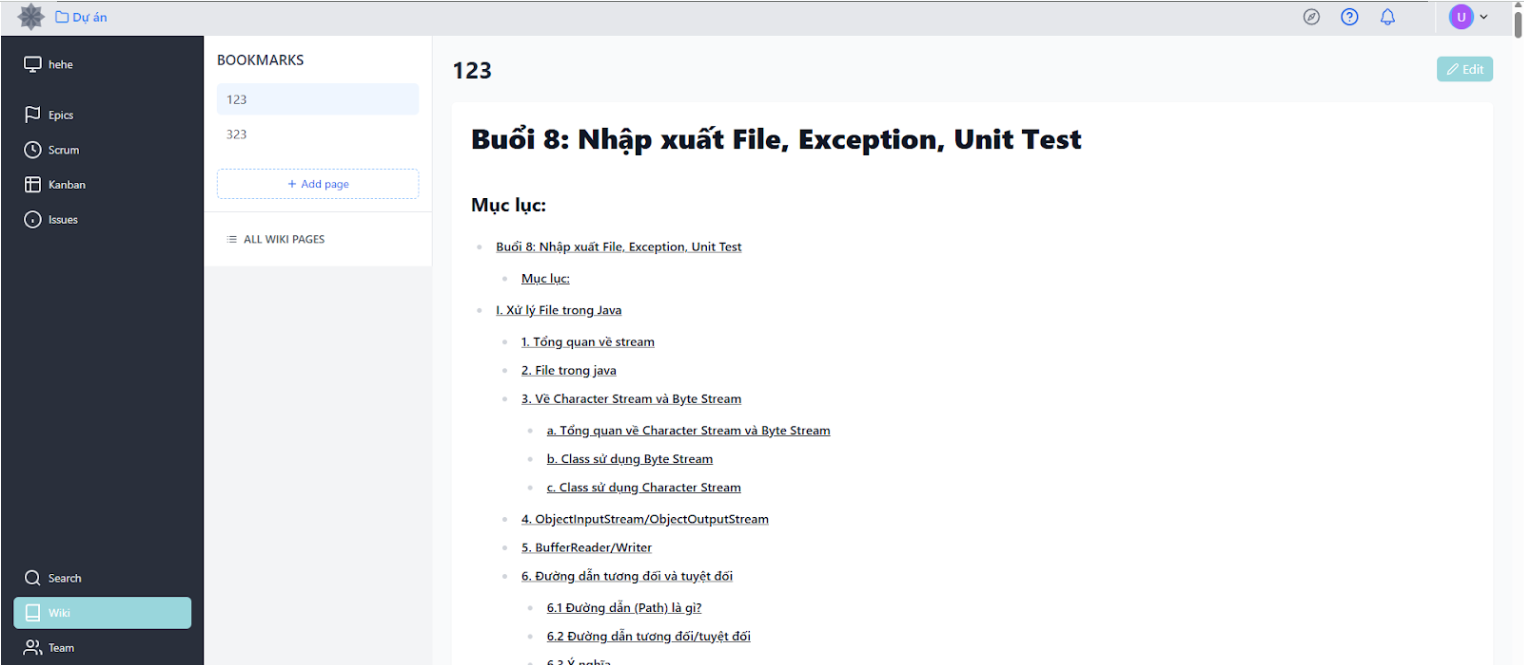 Dự án
U
hehe
Epics
Scrum
Kanban
Issues
Search
Wiki
Team
BOOKMARKS
123
323
+ Add page
ALL WIKI PAGES
123
Edit
Buổi 8: Nhập xuất File, Exception, Unit Test
Mục lục:
Buổi 8: Nhập xuất File, Exception, Unit Test
Mục lục:
I. Xử lý File trong Java
1. Tổng quan về stream
2. File trong java
3. Về Character Stream và Byte Stream
a. Tổng quan về Character Stream và Byte Stream
b. Class sử dụng Byte Stream
c. Class sử dụng Character Stream
4. ObjectInputStream/ObjectOutputStream
5. BufferReader/Writer
6. Đường dẫn tương đối và tuyệt đối
6.1 Đường dẫn (Path) là gì?
6.2 Đường dẫn tương đối/tuyệt đối
6.3 Ý nghĩa